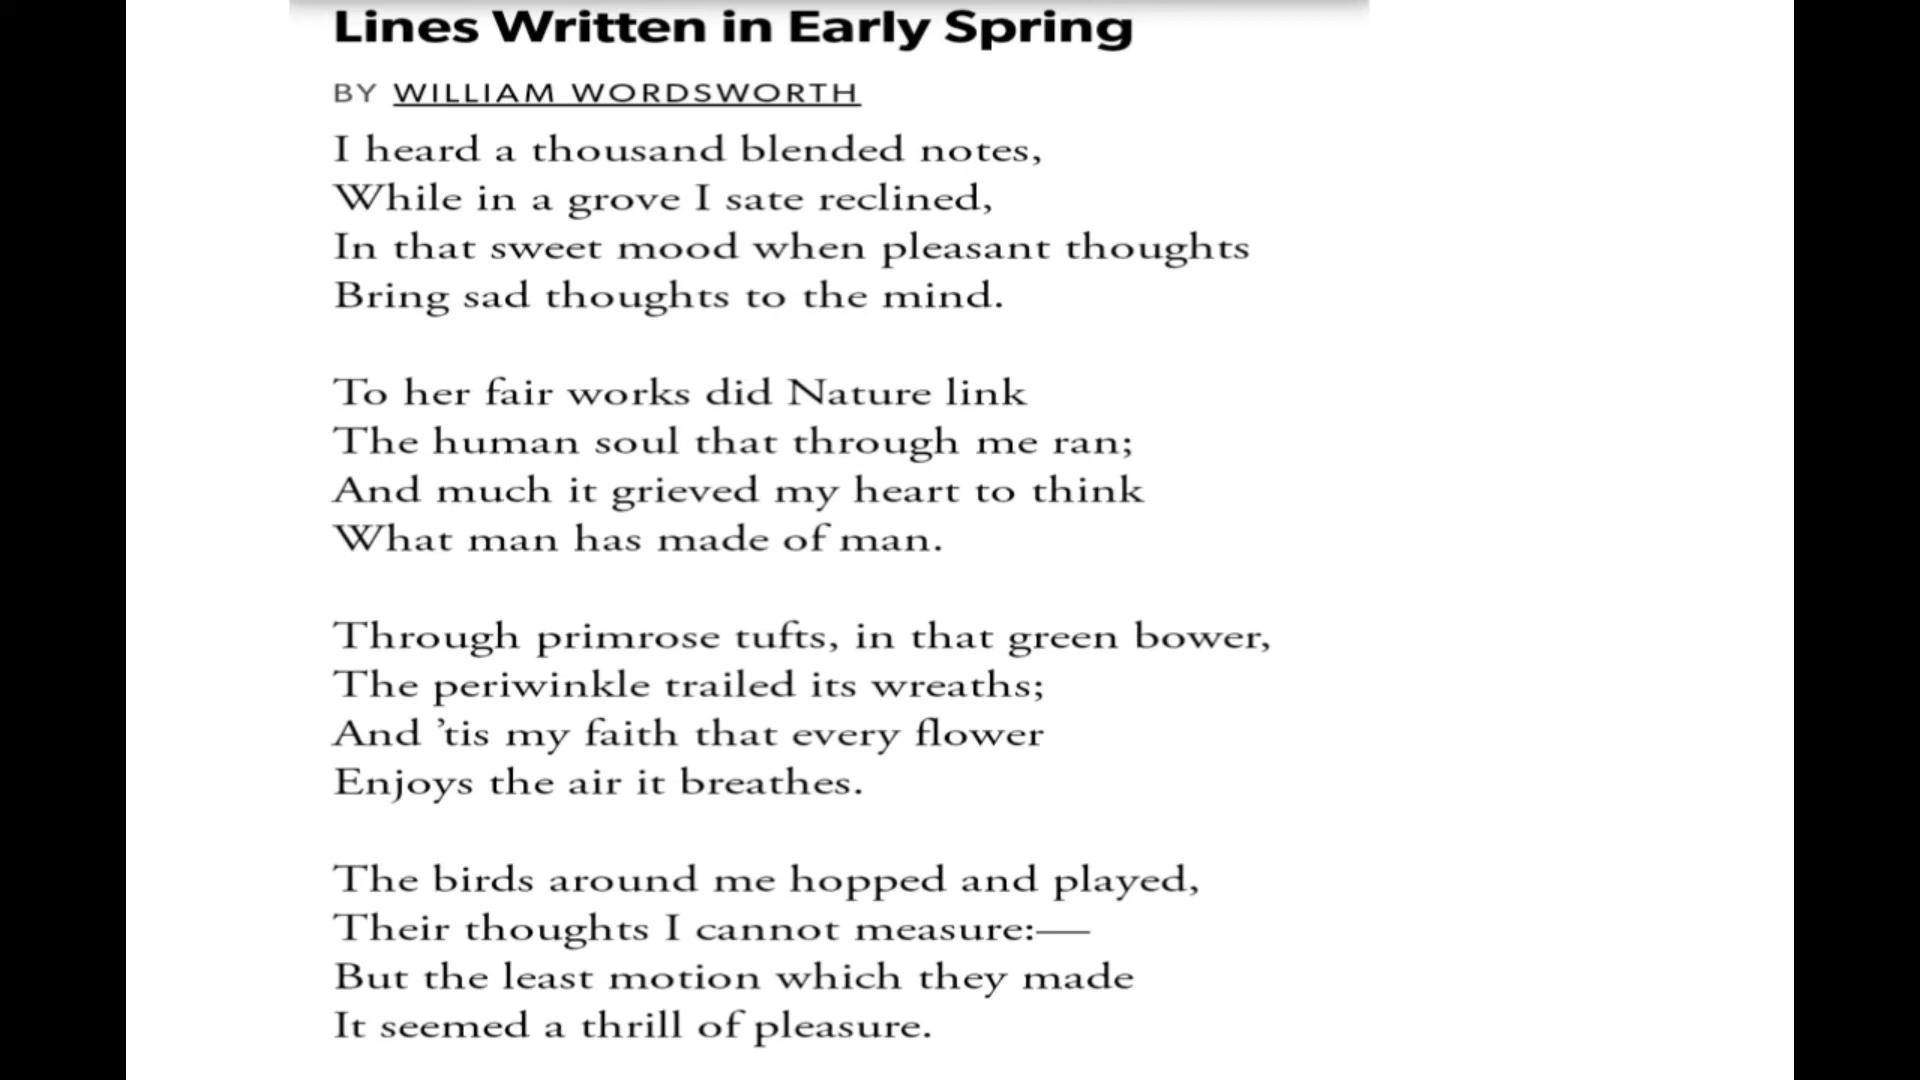 Lines Written in Early Spring
BY WILLIAM WORDSWORTH
I heard a thousand blended notes,
While in a grove I sate reclined,
In that sweet mood when pleasant thoughts
Bring sad thoughts to the mind.
To her fair works did Nature link
The human soul that through me ran;
And much it grieved my heart to think
What man has made of man.
Through primrose tufts, in that green bower,
The periwinkle trailed its wreaths;
And ’tis my faith that every flower
Enjoys the air it breathes.
The birds around me hopped and played,
Their thoughts I cannot measure:—
But the least motion which they made
It seemed a thrill of pleasure.